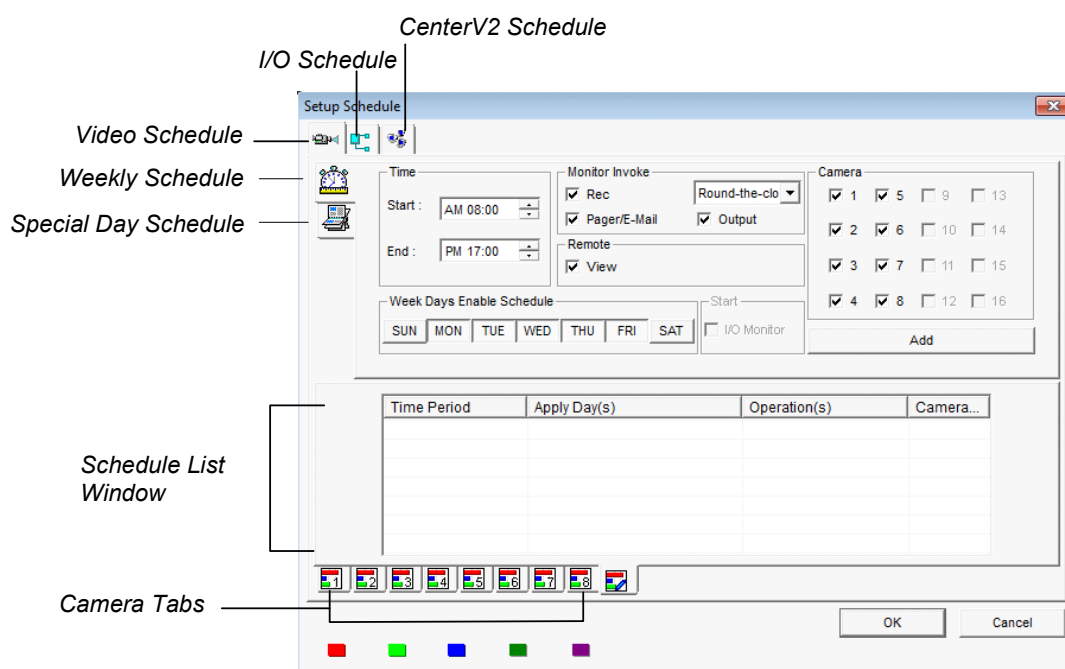 CenterV2 Schedule
I/O Schedule
Setup Schedule
Video Schedule
Weekly Schedule
Special Day Schedule
Time
Start :
AM 08:00
End :
PM 17:00
Monitor Invoke
Rec
Round-the-clo
Pager/E-Mail
Output
Remote
View
Camera
1 5 9 13
2 6 10 14
3 7 11 15
4 8 12 16
Week Days Enable Schedule
SUN MON TUE WED THU FRI SAT
Start
I/O Monitor
Add
Time Period Apply Day(s) Operation(s) Camera...
Schedule List
Window
1 2 3 4 5 6 7 8
Camera Tabs
OK Cancel